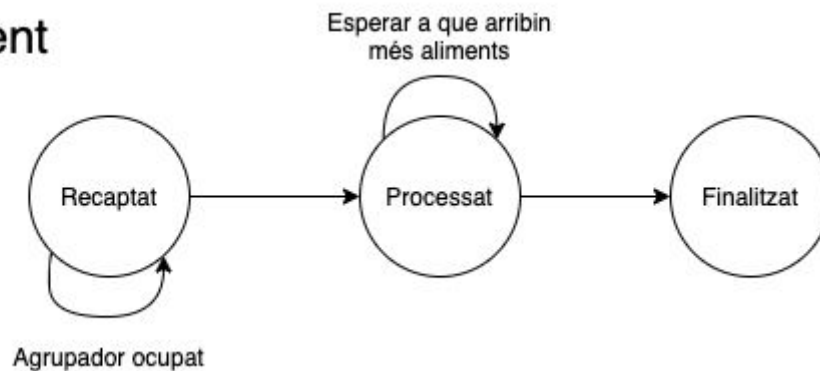 ent
Esperar a que arribin
més aliments
Recaptat
Processat
Finalitzat
Agrupador ocupat